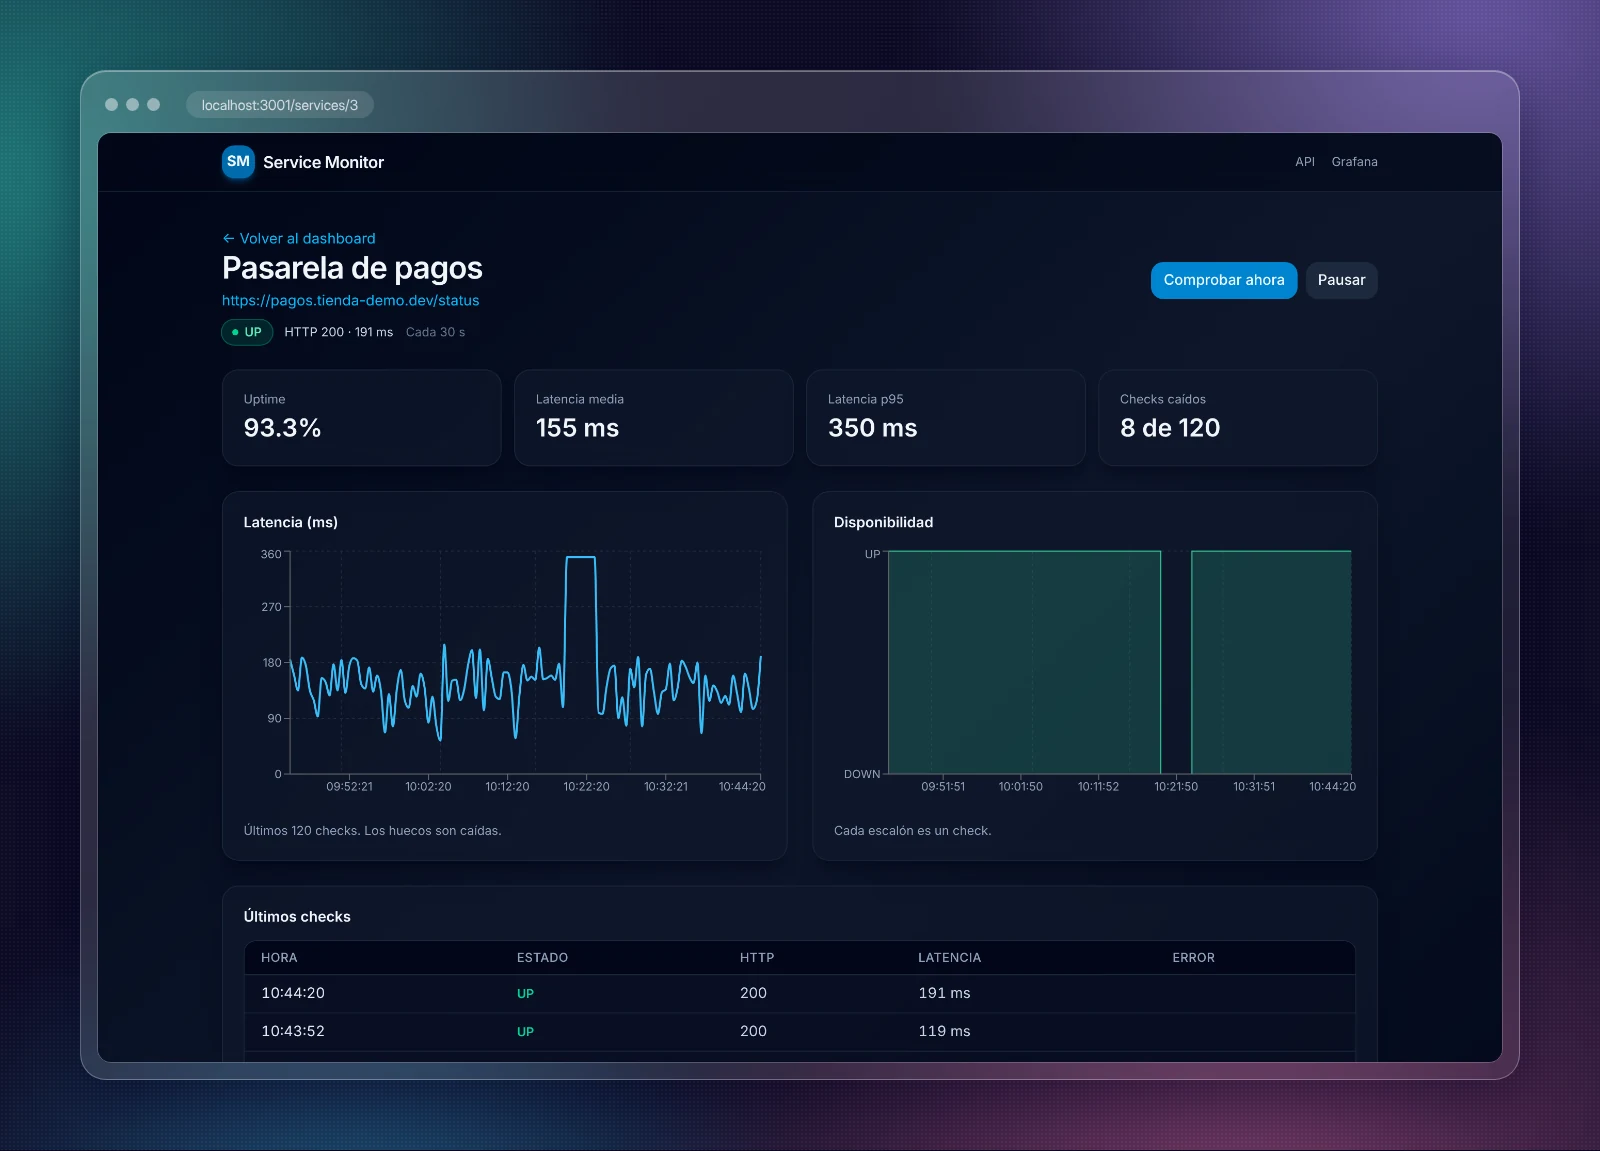 localhost:3001/services/3
SM Service Monitor
API Grafana
← Volver al dashboard
Pasarela de pagos
https://pagos.tienda-demo.dev/status
Comprobar ahora Pausar
UP HTTP 200 · 191 ms Cada 30 s
Uptime
93.3%
Latencia media
155 ms
Latencia p95
350 ms
Checks caídos
8 de 120
Latencia (ms)
360
270
180
90
0
09:52:21 10:02:20 10:12:20 10:22:20 10:32:21 10:44:20
Últimos 120 checks. Los huecos son caídas.
Disponibilidad
UP
DOWN
09:51:51 10:01:50 10:11:52 10:21:50 10:31:51 10:44:20
Cada escalón es un check.
Últimos checks
HORA ESTADO HTTP LATENCIA ERROR
10:44:20 UP 200 191 ms
10:43:52 UP 200 119 ms